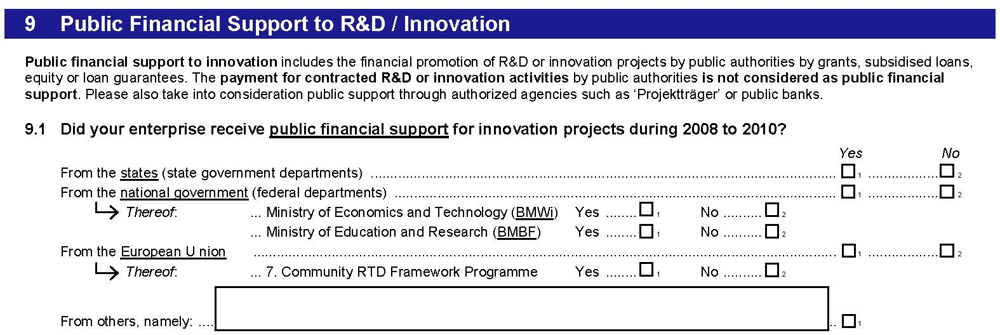 9 Public Financial Support to R&D / Innovation
Public financial support to innovation includes the financial promotion of R&D or innovation projects by public authorities by grants, subsidised loans,
equity or loan guarantees. The payment for contracted R&D or innovation activities by public authorities is not considered as public financial
support. Please also take into consideration public support through authorized agencies such as ‘Projektträger’ or public banks.
9.1 Did your enterprise receive public financial support for innovation projects during 2008 to 2010?
Yes No
From the states (state government departments) ........ □ 1 ........ □ 2
From the national government (federal departments) ........ □ 1 ........ □ 2
Thereof: ... Ministry of Economics and Technology (BMWi) Yes ........ □ 1 No .......... □ 2
... Ministry of Education and Research (BMBF) Yes ........ □ 1 No .......... □ 2
From the European U nion ........ □ 1 ........ □ 2
Thereof: ... 7. Community RTD Framework Programme Yes ........ □ 1 No .......... □ 2
From others, namely: .... .. □ 1